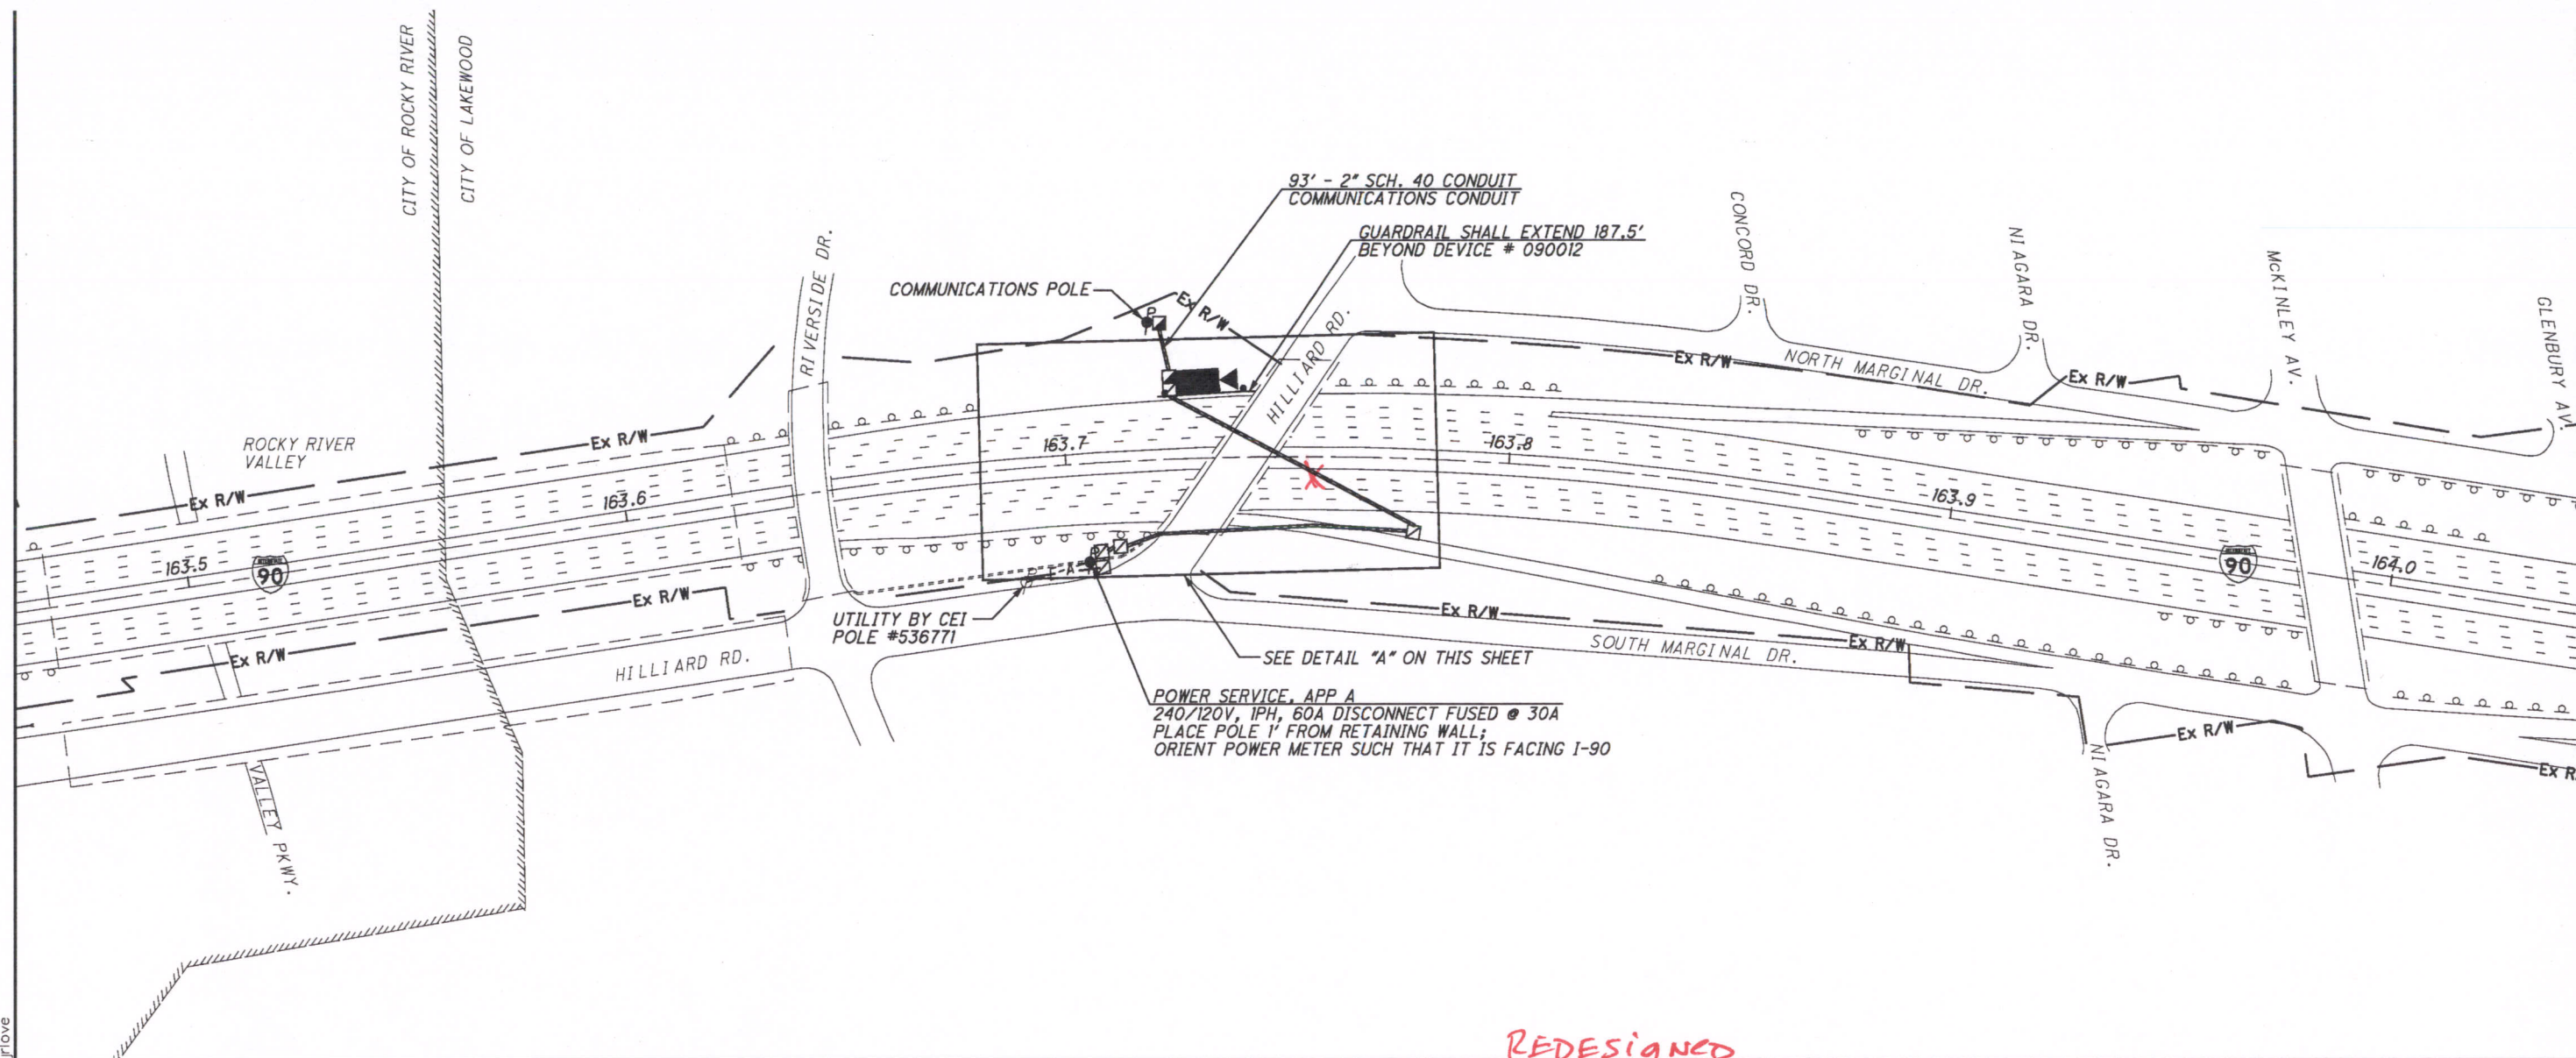 CITY OF ROCKY RIVER
CITY OF LAKEWOOD
93' - 2" SCH. 40 CONDUIT
COMMUNICATIONS CONDUIT
GUARDRAIL SHALL EXTEND 187.5'
BEYOND DEVICE # 090012
COMMUNICATIONS POLE
RIVERSIDE DR.
Ex R/W
HILLIARD RD.
CONCORD DR.
NIAGARA DR.
McKINLEY AV.
GLENBURY AV.
Ex R/W
NORTH MARGINAL DR.
Ex R/W
ROCKY RIVER
VALLEY
Ex R/W
Ex R/W
163.5
90
163.6
163.7
163.8
X
163.9
90
164.0
P
P
A
Ex R/W
Ex R/W
HILLIARD RD.
UTILITY BY CEI
POLE #536771
SEE DETAIL "A" ON THIS SHEET
Ex R/W
SOUTH MARGINAL DR.
Ex R/W
POWER SERVICE, APP A
240/120V, 1PH, 60A DISCONNECT FUSED @ 30A
PLACE POLE 1' FROM RETAINING WALL;
ORIENT POWER METER SUCH THAT IT IS FACING I-90
Ex R/W
Ex R
NIAGARA DR.
VALLEY PKWY.
rlove
REDESIGNED